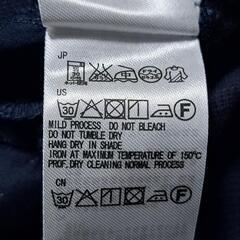 JP
US
30
F
MILD PROCESS DO NOT BLEACH
DO NOT TUMBLE DRY
HANG DRY IN SHADE
IRON AT MAXIMUM TEMPERATURE OF 150°C
PROF.DRY CLEANING NORMAL PROCESS
CN
30
F